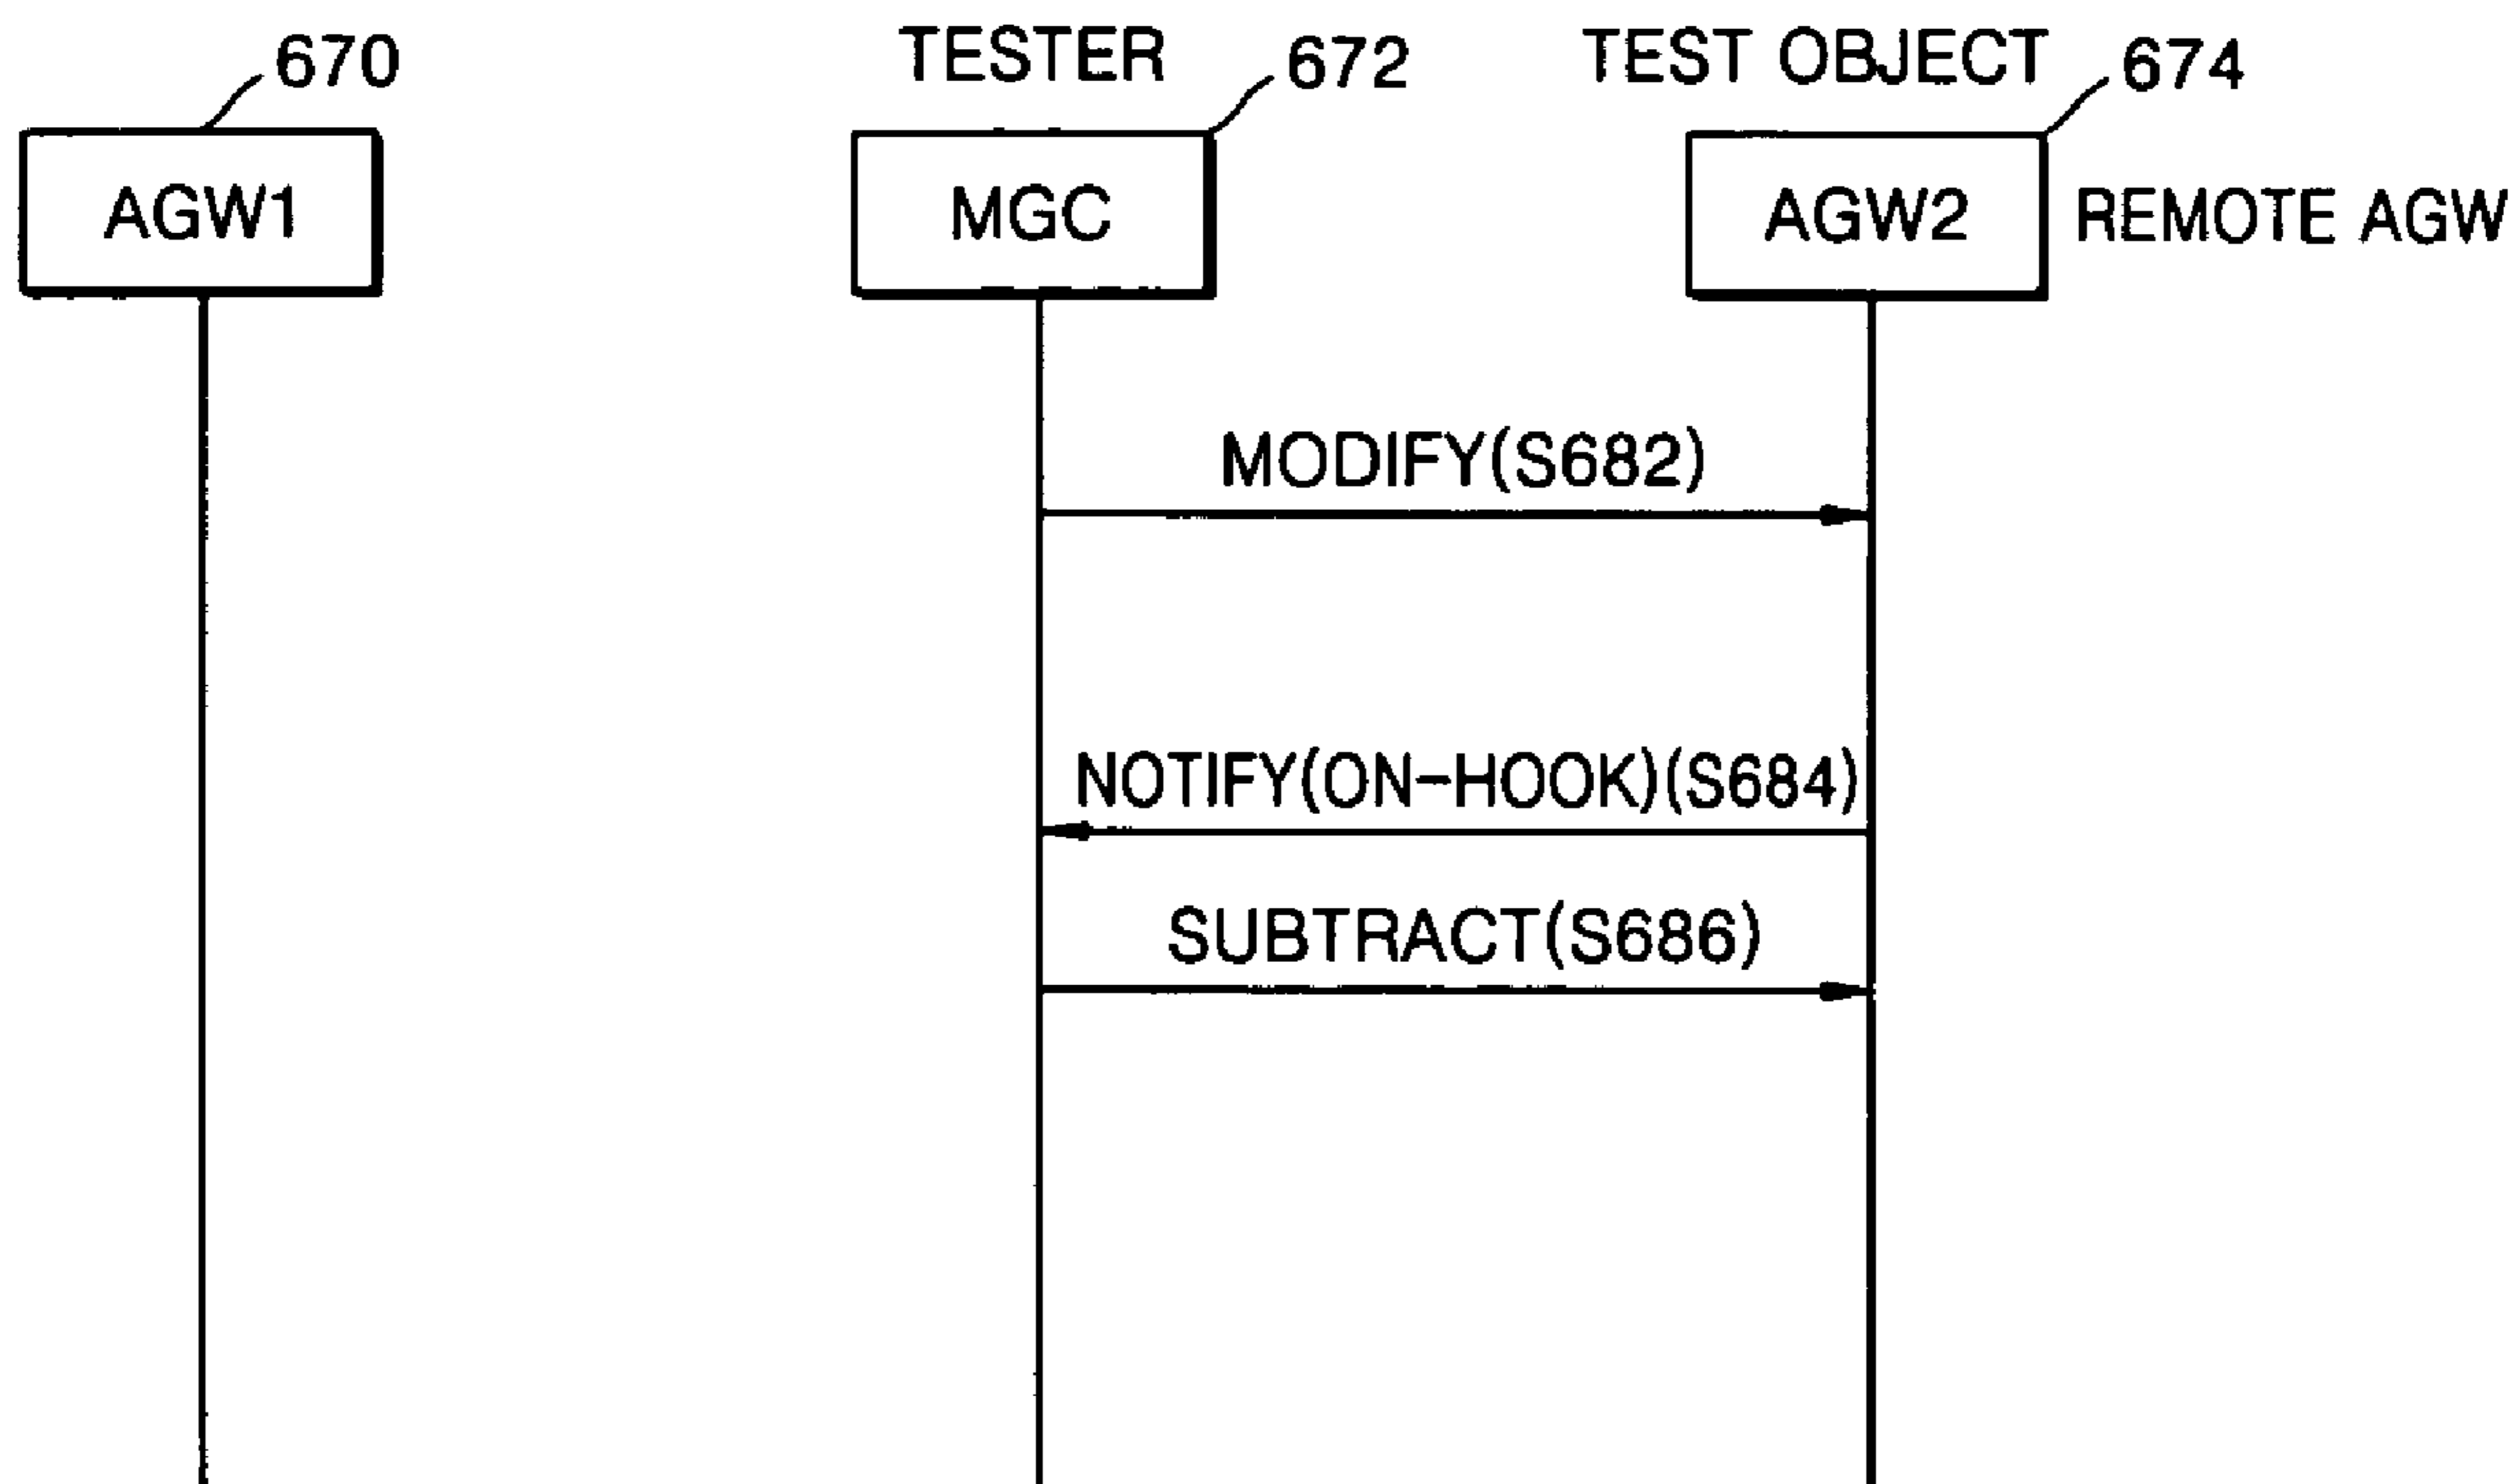 670
TESTER
672
TEST OBJECT
674
AGW1
MGC
AGW2
REMOTE AGW
MODIFY(S682)
NOTIFY(ON-HOOK)(S684)
SUBTRACT(S686)